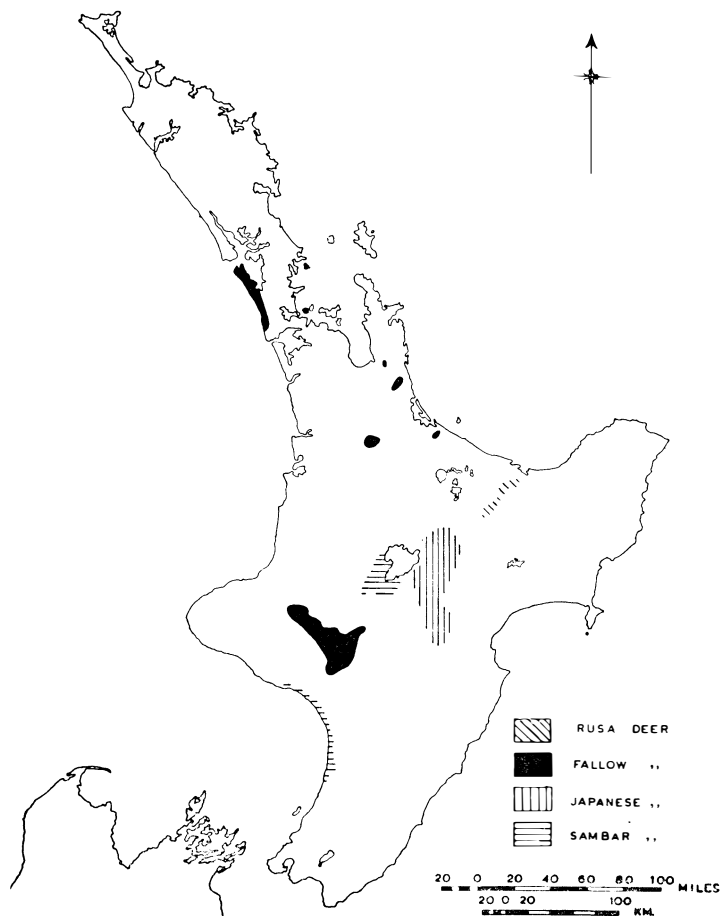 RUSA DEER
FALLOW ,,
JAPANESE ,,
SAMBAR ,,
20 0 20 40 60 80 100 MILES
20 0 20 100 KM.